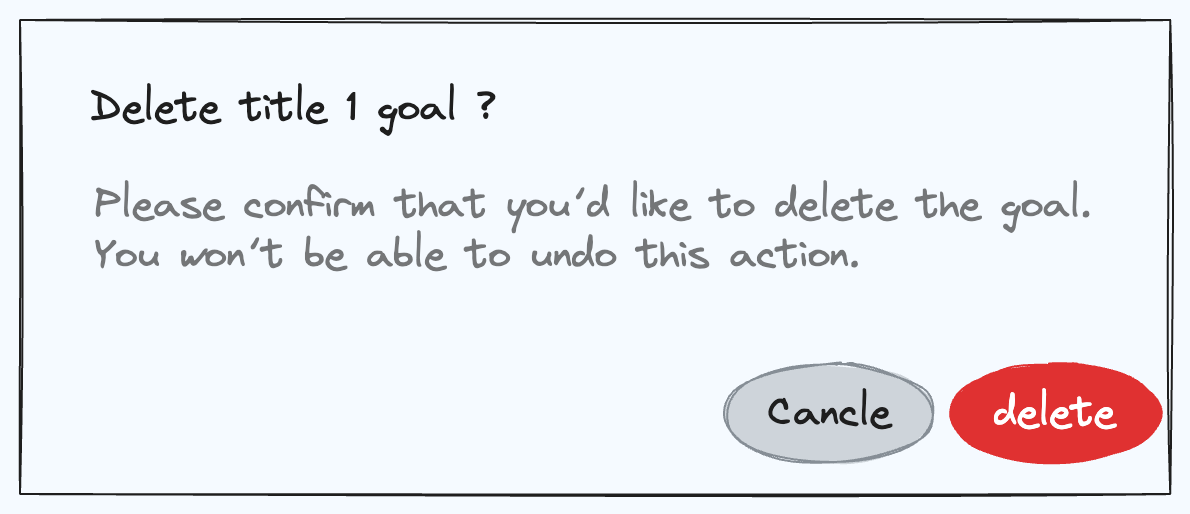 Delete title 1 goal ?
Please confirm that you'd like to delete the goal.
You won't be able to undo this action.
Cancle
delete